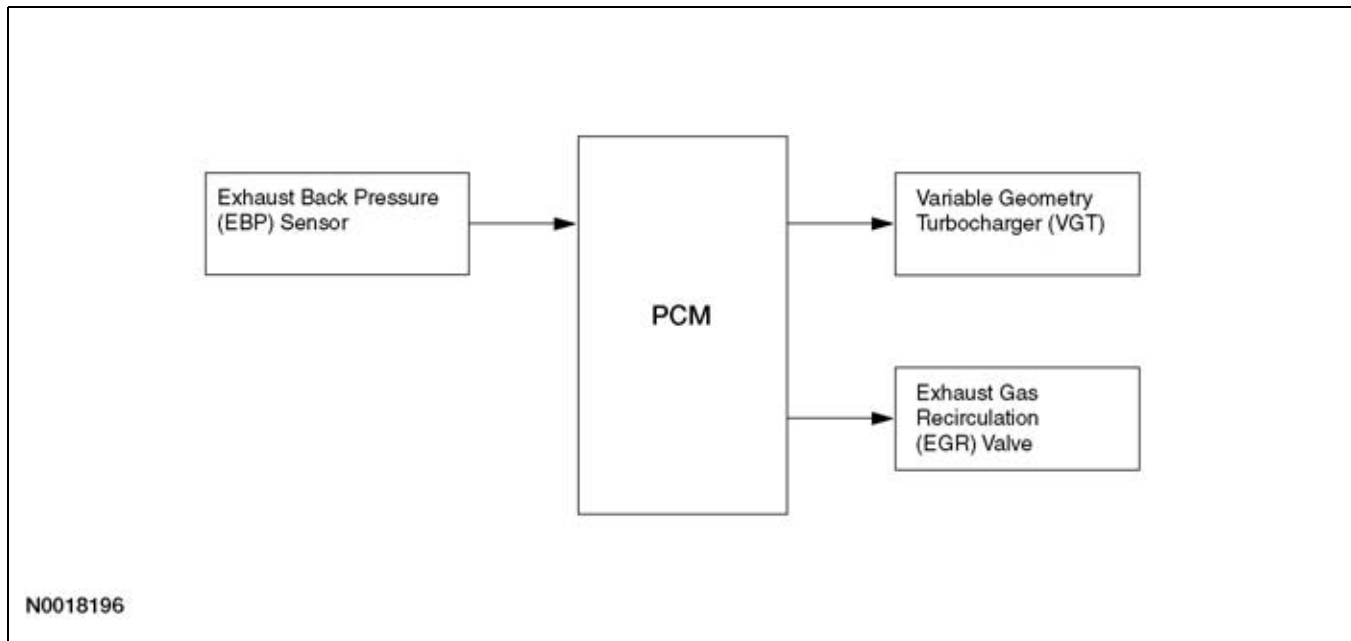 Exhaust Back Pressure
(EBP) Sensor
PCM
Variable Geometry
Turbocharger (VGT)
Exhaust Gas
Recirculation
(EGR) Valve
N0018196